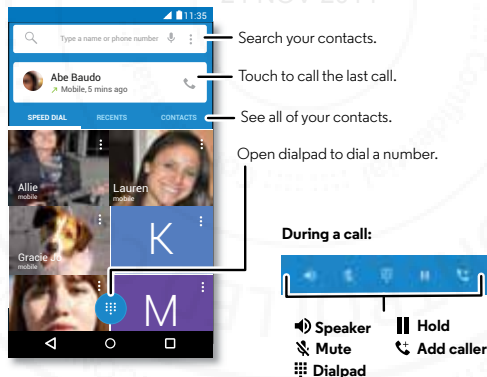 11:35
Type a name or phone number
Search your contacts.
Abe Baudo
Mobile, 5 mins ago
Touch to call the last call.
SPEED DIAL RECENTS CONTACTS
See all of your contacts.
Open dialpad to dial a number.
Allie
mobile
Lauren
mobile
Gracie Jo
mobile
K
M
During a call:
Speaker
Hold
Mute
Add caller
Dialpad